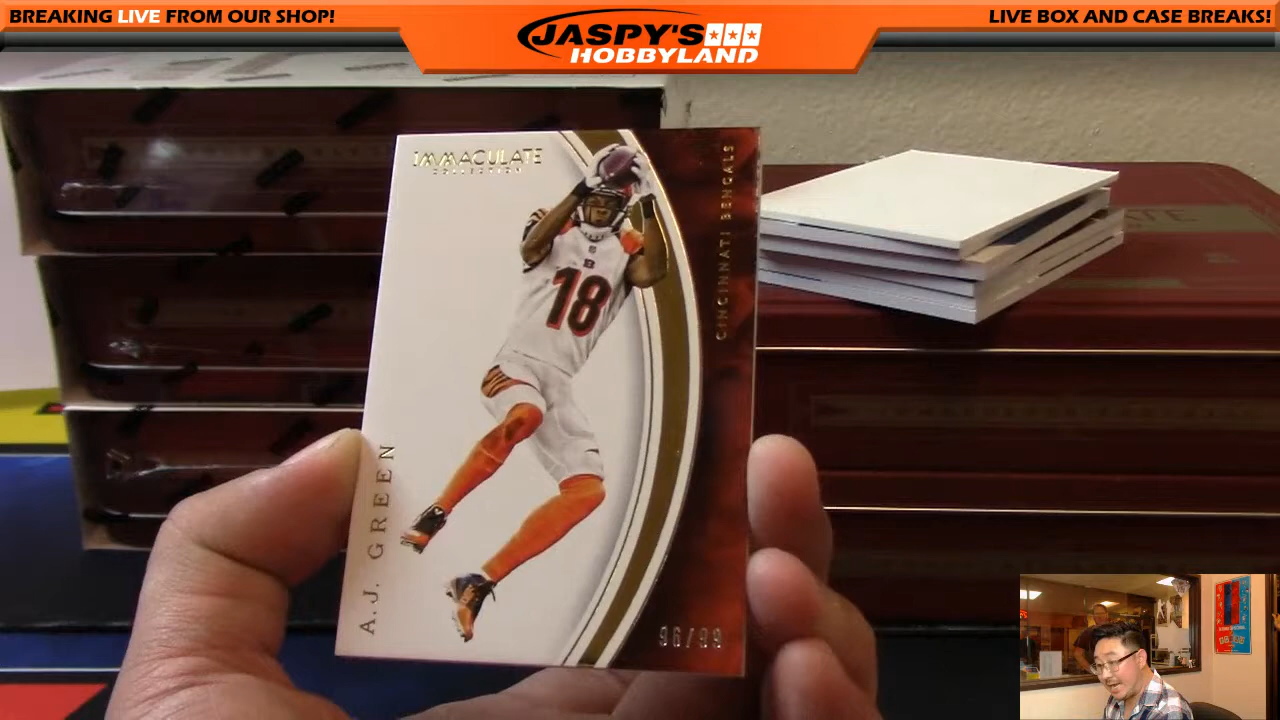 BREAKING LIVE FROM OUR SHOP!
JASPY'S
HOBBYLAND
LIVE BOX AND CASE BREAKS!
IMMACULATE
COLLECTION
CINCINNATI BENGALS
18
A.J. GREEN
96/99